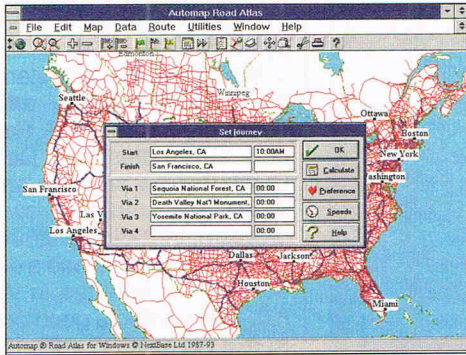 Automap Road Atlas
File Edit Map Data Route Utilities Window Help
Edmonton
Winnipeg
Seattle
Ottawa
Boston
New York
Washington
San Francisco
Las V
Los Angeles
Dallas
Jackson
Houston
Miami
Set Journey
Start Los Angeles, CA 10:00AM OK
Finish San Francisco, CA Calculate
Via 1 Sequoia National Forest, CA 00:00 Preference
Via 2 Death Valley Nat'l Monument, 00:00
Via 3 Yosemite National Park, CA 00:00 Speeds
Via 4 00:00 Help
Automap ® Road Atlas for Windows © NextBase Ltd 1987-93